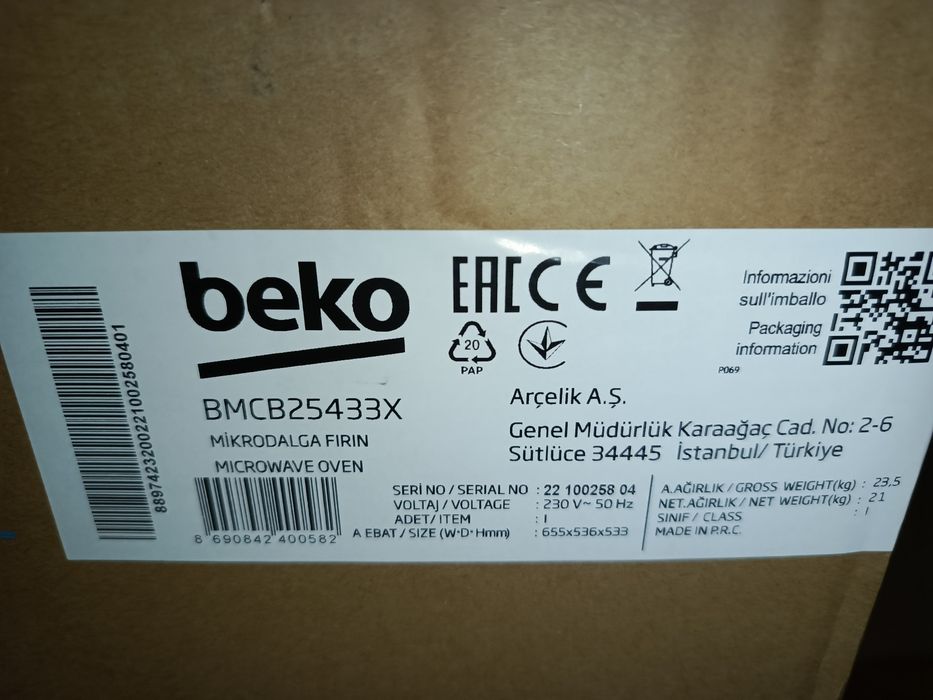 8897423200221002580401
beko
EAC CE
20
PAP
Informazioni
sull'imballo
Packaging
information
P069
BMCB25433X
MİKRODALGA FIRIN
MICROWAVE OVEN
8 690842 400582
Arçelik A.Ş.
Genel Müdürlük Karaağaç Cad. No: 2-6
Sütlüce 34445 İstanbul/ Türkiye
SERİ NO / SERIAL NO : 22 100258 04
VOLTAJ / VOLTAGE : 230 V~ 50 Hz
ADET/ ITEM : 1
A EBAT / SIZE (W*D*Hmm) : 655x536x533
A.AĞIRLIK / GROSS WEIGHT(kg) : 23,5
NET.AĞIRLIK / NET WEIGHT(kg) : 21
SINIF / CLASS : I
MADE IN P.R.C.